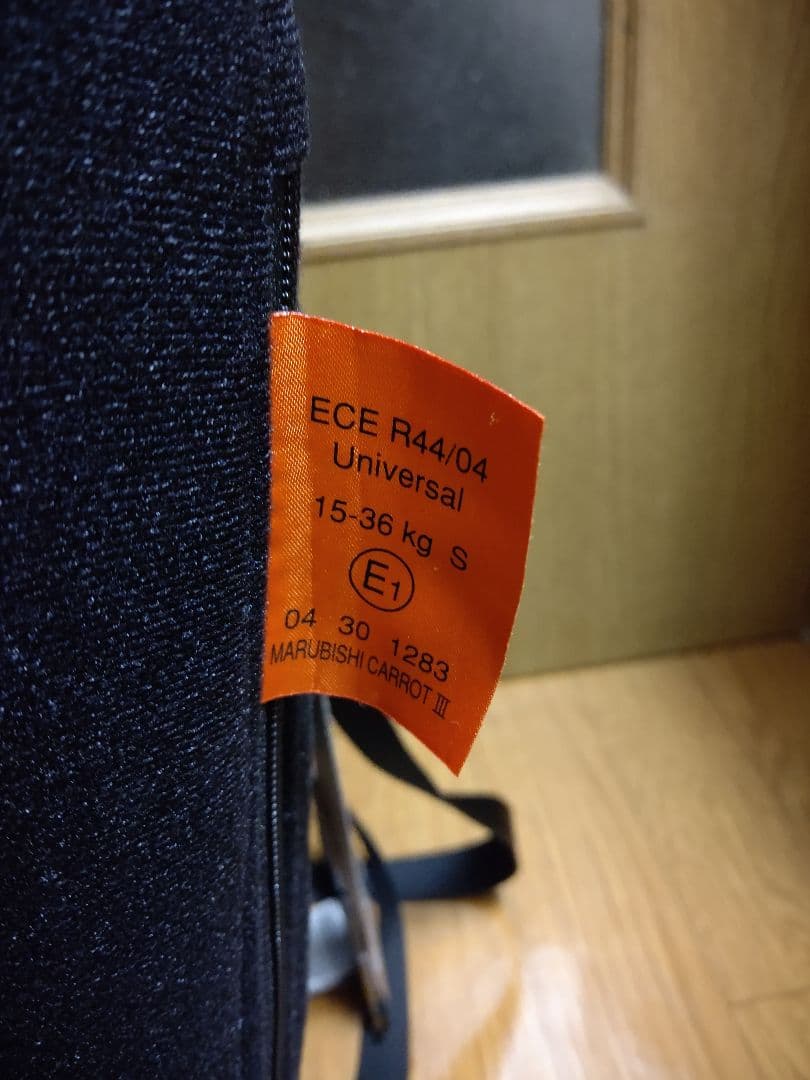 ECE R44/04
Universal
15-36 kg S
E1
04 30 1283
MARUBISHI CARROT III